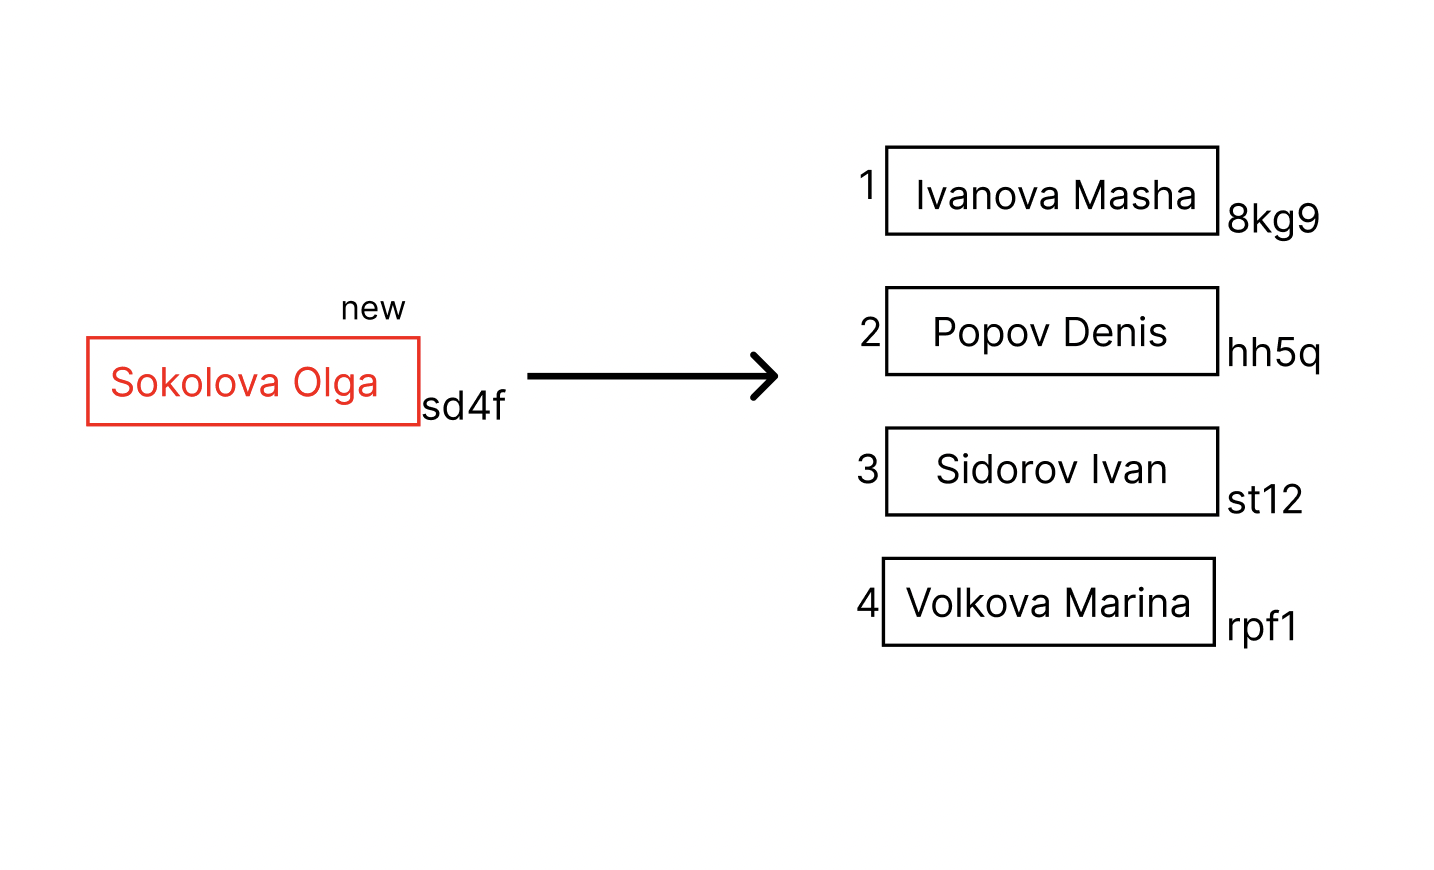 new
Sokolova Olga
sd4f
1
Ivanova Masha
8kg9
2
Popov Denis
hh5q
3
Sidorov Ivan
st12
4
Volkova Marina
rpf1